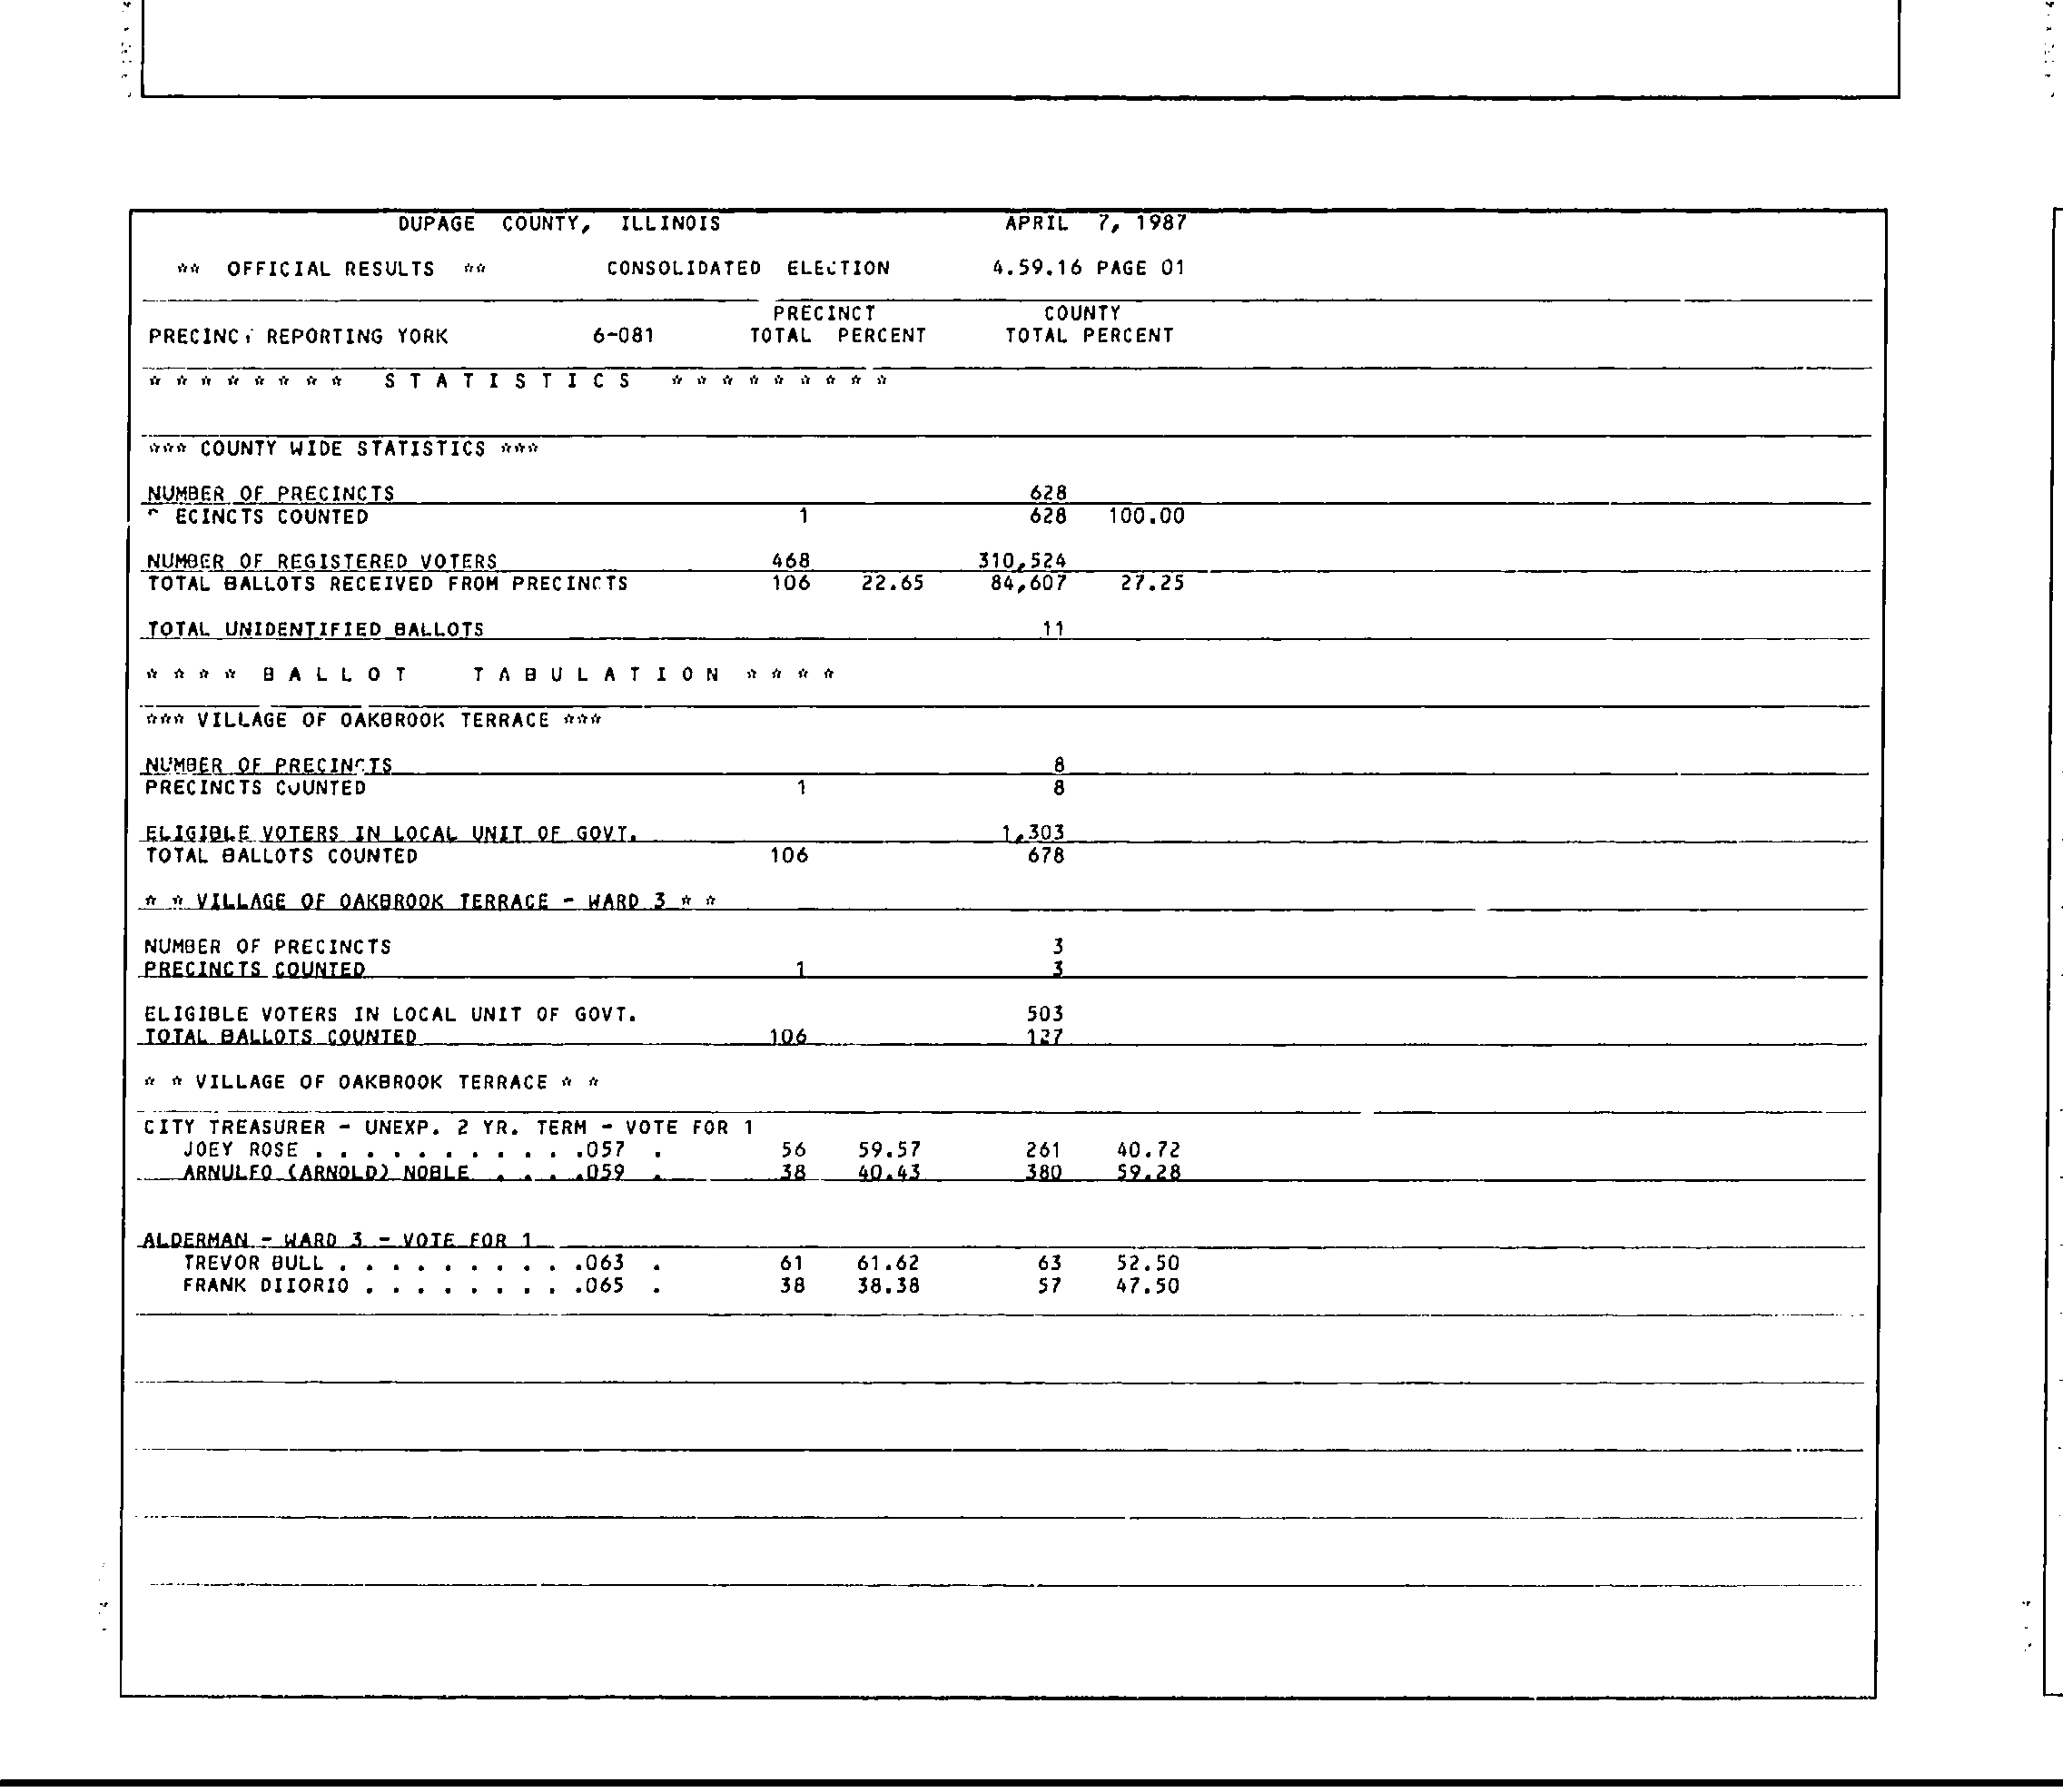 DUPAGE COUNTY, ILLINOIS APRIL 7, 1987
** OFFICIAL RESULTS ** CONSOLIDATED ELECTION 4.59.16 PAGE 01
PRECINCT COUNTY
REPORTING YORK 6-081 TOTAL PERCENT TOTAL PERCENT
* * * * * * * * S T A T I S T I C S * * * * * * * * *
*** COUNTY WIDE STATISTICS ***
NUMBER OF PRECINCTS 628
ECINCTS COUNTED 1 628 100.00
NUMBER OF REGISTERED VOTERS 468 310,524
TOTAL BALLOTS RECEIVED FROM PRECINCTS 106 22.65 84,607 27.25
TOTAL UNIDENTIFIED BALLOTS 11
* * * * B A L L O T T A B U L A T I O N * * * *
*** VILLAGE OF OAKBROOK TERRACE ***
NUMBER OF PRECINCTS 8
PRECINCTS COUNTED 1 8
ELIGIBLE VOTERS IN LOCAL UNIT OF GOVT. 1,303
TOTAL BALLOTS COUNTED 106 678
* * VILLAGE OF OAKBROOK TERRACE - WARD 3 * *
NUMBER OF PRECINCTS 3
PRECINCTS COUNTED 1 3
ELIGIBLE VOTERS IN LOCAL UNIT OF GOVT. 503
TOTAL BALLOTS COUNTED 106 127
* * VILLAGE OF OAKBROOK TERRACE * *
CITY TREASURER - UNEXP. 2 YR. TERM - VOTE FOR 1
JOEY ROSE . . . . . . . . . . .057 . 56 59.57 261 40.72
ARNULFO (ARNOLD) NOBLE . . . .059 . 38 40.43 380 59.28
ALDERMAN - WARD 3 - VOTE FOR 1
TREVOR BULL . . . . . . . . . .063 . 61 61.62 63 52.50
FRANK DIIORIO . . . . . . . . .065 . 38 38.38 57 47.50